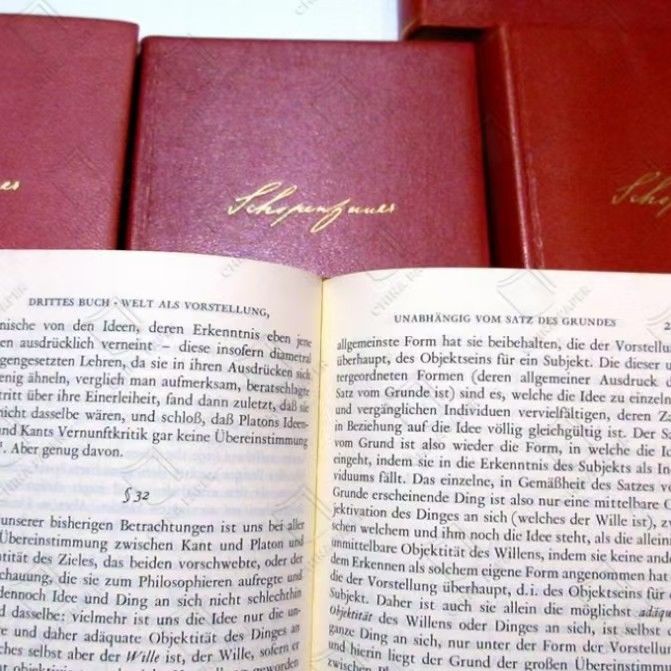 Schopenhauer
DRITTES BUCH · WELT ALS VORSTELLUNG,
nische von den Ideen, deren Erkenntnis eben jene
en ausdrücklich verneint – diese insofern diametral
gengesetzten Lehren, da sie in ihren Ausdrücken sich
enig ähneln, verglich man aufmerksam, beratschlagte
tritt über ihre Einerleiheit, fand dann zuletzt, daß sie
nicht dasselbe wären, und schloß, daß Platons Ideen-
und Kants Vernunftkritik gar keine Übereinstimmung
. Aber genug davon.
§ 32
unserer bisherigen Betrachtungen ist uns bei aller
Übereinstimmung zwischen Kant und Platon und
ntität des Zieles, das beiden vorschwebte, oder der
chauung, die sie zum Philosophieren aufregte und
dennoch Idee und Ding an sich nicht schlechthin
d dasselbe: vielmehr ist uns die Idee nur die un-
re und daher adäquate Objektität des Dinges an
hes selbst aber der Wille ist, der Wille, sofern er
UNABHÄNGIG VOM SATZ DES GRUNDES
allgemeinste Form hat sie beibehalten, die der Vorstellu
überhaupt, des Objektseins für ein Subjekt. Die dieser u
tergeordneten Formen (deren allgemeiner Ausdruck
Satz vom Grunde ist) sind es, welche die Idee zu einzeln
und vergänglichen Individuen vervielfältigen, deren Za
in Beziehung auf die Idee völlig gleichgültig ist. Der Sa
vom Grund ist also wieder die Form, in welche die Id
eingeht, indem sie in die Erkenntnis des Subjekts als In
viduums fällt. Das einzelne, in Gemäßheit des Satzes v
Grunde erscheinende Ding ist also nur eine mittelbare O
jektivation des Dinges an sich (welches der Wille ist), zw
schen welchem und ihm noch die Idee steht, als die allein
unmittelbare Objektität des Willens, indem sie keine and
dem Erkennen als solchem eigene Form angenommen hat
die der Vorstellung überhaupt, d. i. des Objektseins für
Subjekt. Daher ist auch sie allein die möglichst adäq
Objektität des Willens oder Dinges an sich, ist selbst
ganze Ding an sich, nur unter der Form der Vorstellu
und hierin liegt der Grund der großen Übereinstimm